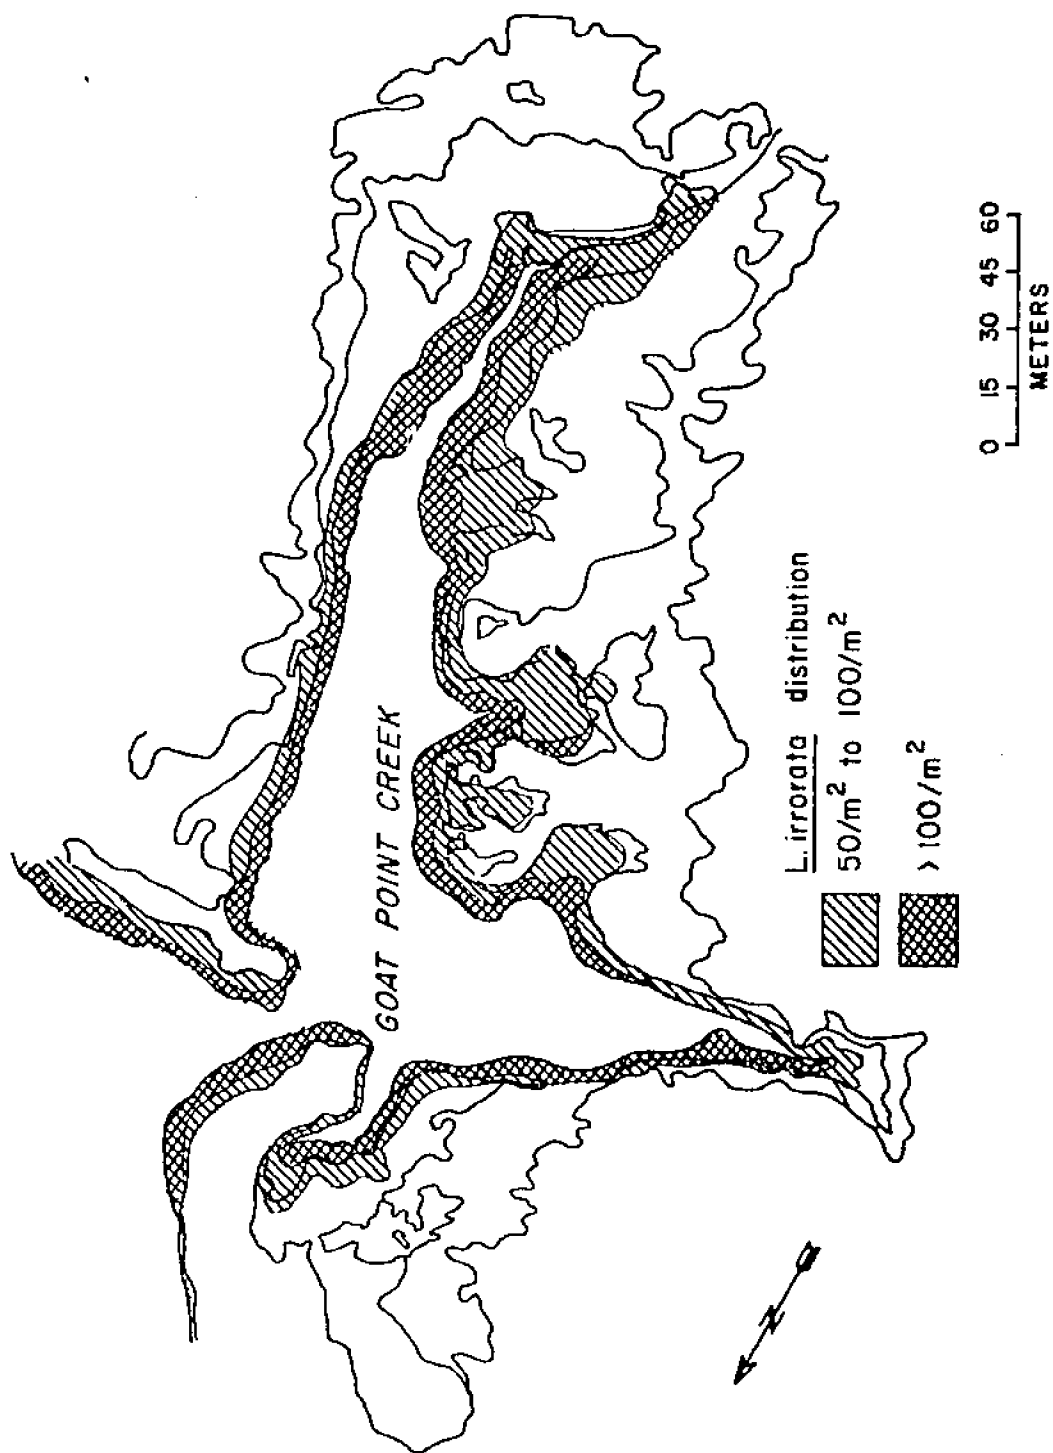 GOAT POINT CREEK
L. irrorata distribution
50/m² to 100/m²
> 100/m²
0 15 30 45 60
METERS
N